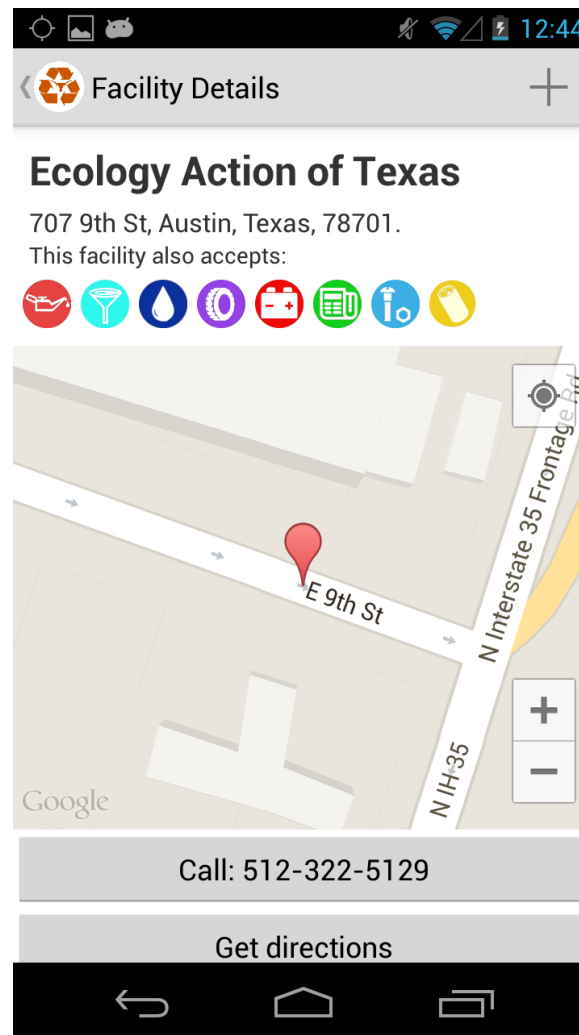 12:44
Facility Details
Ecology Action of Texas
707 9th St, Austin, Texas, 78701.
This facility also accepts:
N Interstate 35 Frontage Rd
E 9th St
N IH-35
Google
Call: 512-322-5129
Get directions